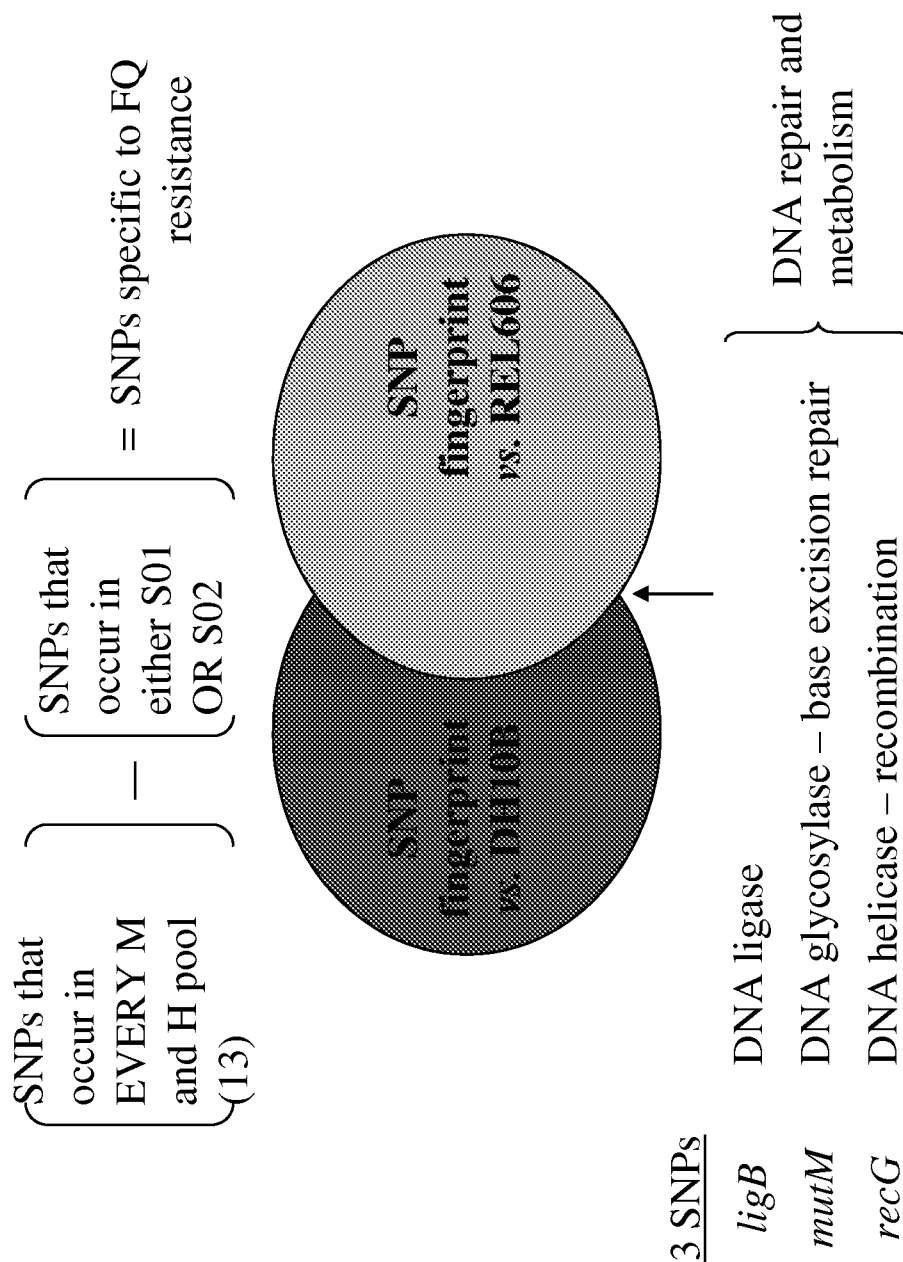 SNPs that
occur in
EVERY M
and H pool
(13)
—
SNPs that
occur in
either S01
OR S02
= SNPs specific to FQ
resistance
SNP
fingerprint
vs. DH10B
SNP
fingerprint
vs. REL606
3 SNPs
ligB DNA ligase
mutM DNA glycosylase – base excision repair
recG DNA helicase – recombination
DNA repair and
metabolism